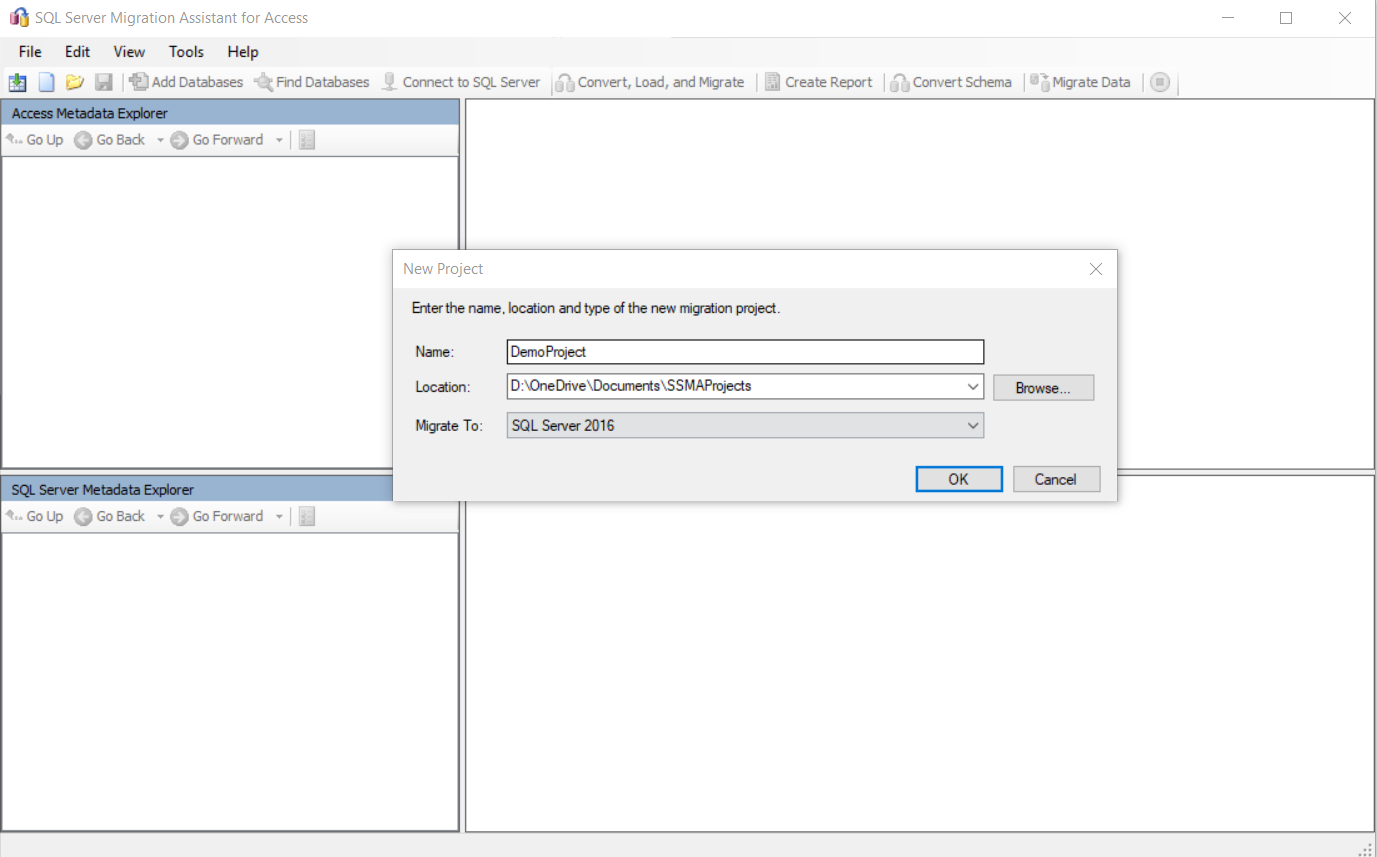 SQL Server Migration Assistant for Access
File Edit View Tools Help
Add Databases Find Databases Connect to SQL Server Convert, Load, and Migrate Create Report Convert Schema Migrate Data
Access Metadata Explorer
Go Up Go Back Go Forward
New Project
Enter the name, location and type of the new migration project.
Name: DemoProject
Location: D:\OneDrive\Documents\SSMAProjects Browse...
Migrate To: SQL Server 2016
OK Cancel
SQL Server Metadata Explorer
Go Up Go Back Go Forward